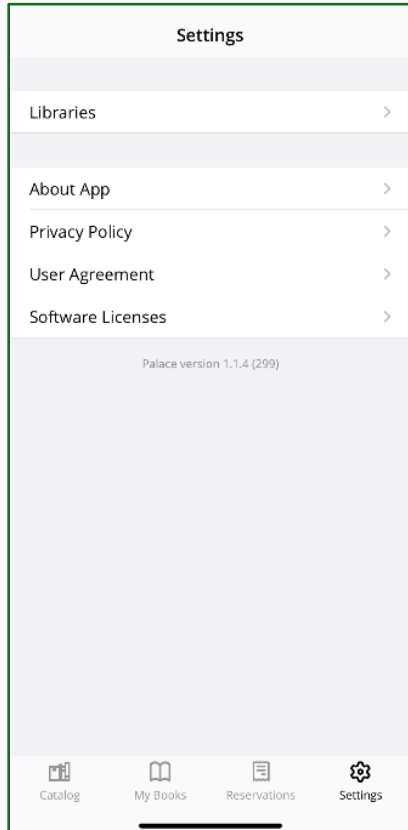 Settings
Libraries
About App
Privacy Policy
User Agreement
Software Licenses
Palace version 1.1.4 (299)
Catalog My Books Reservations Settings